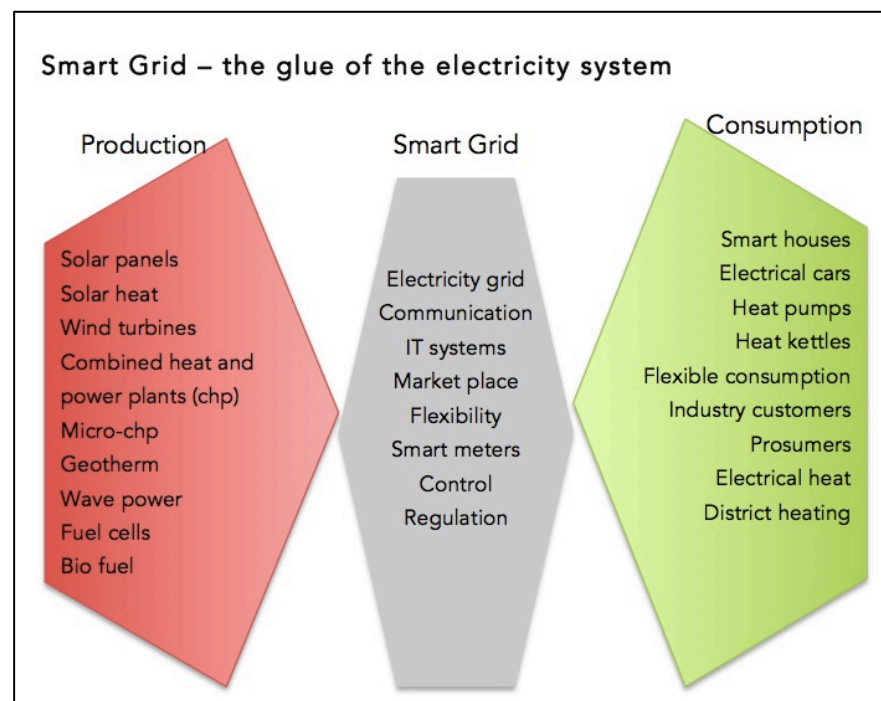 Smart Grid – the glue of the electricity system
Production
Solar panels
Solar heat
Wind turbines
Combined heat and
power plants (chp)
Micro-chp
Geotherm
Wave power
Fuel cells
Bio fuel
Smart Grid
Electricity grid
Communication
IT systems
Market place
Flexibility
Smart meters
Control
Regulation
Consumption
Smart houses
Electrical cars
Heat pumps
Heat kettles
Flexible consumption
Industry customers
Prosumers
Electrical heat
District heating